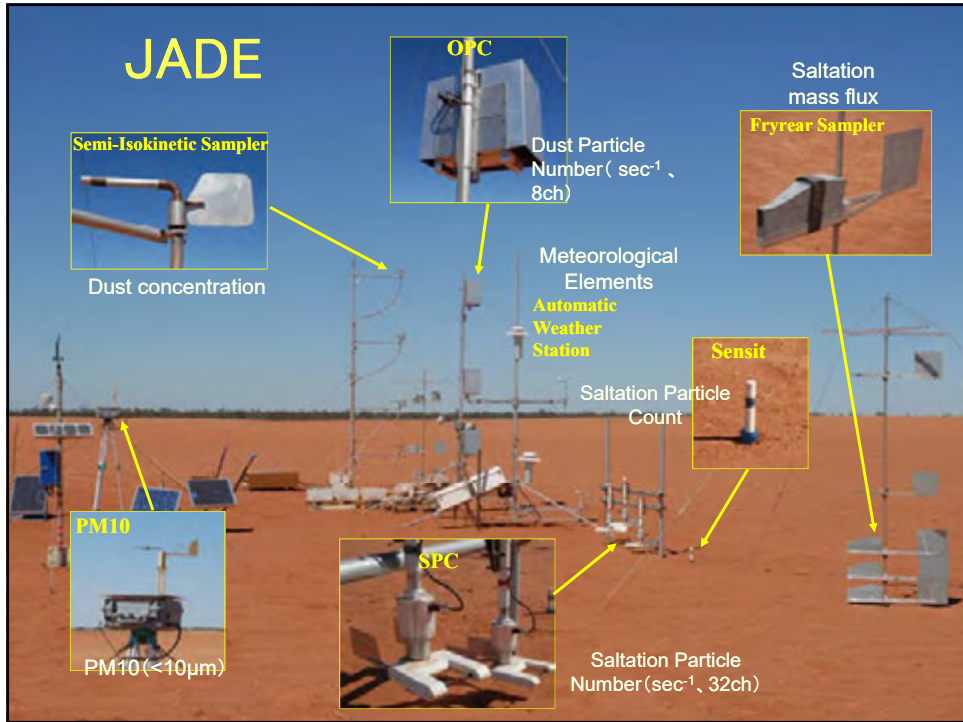 JADE
OPC
Dust Particle
Number( sec-1 、
8ch)
Saltation
mass flux
Fryrear Sampler
Semi-Isokinetic Sampler
Dust concentration
Meteorological
Elements
Automatic
Weather
Station
Sensit
Saltation Particle
Count
PM10
PM10(<10μm)
SPC
Saltation Particle
Number(sec-1、32ch)